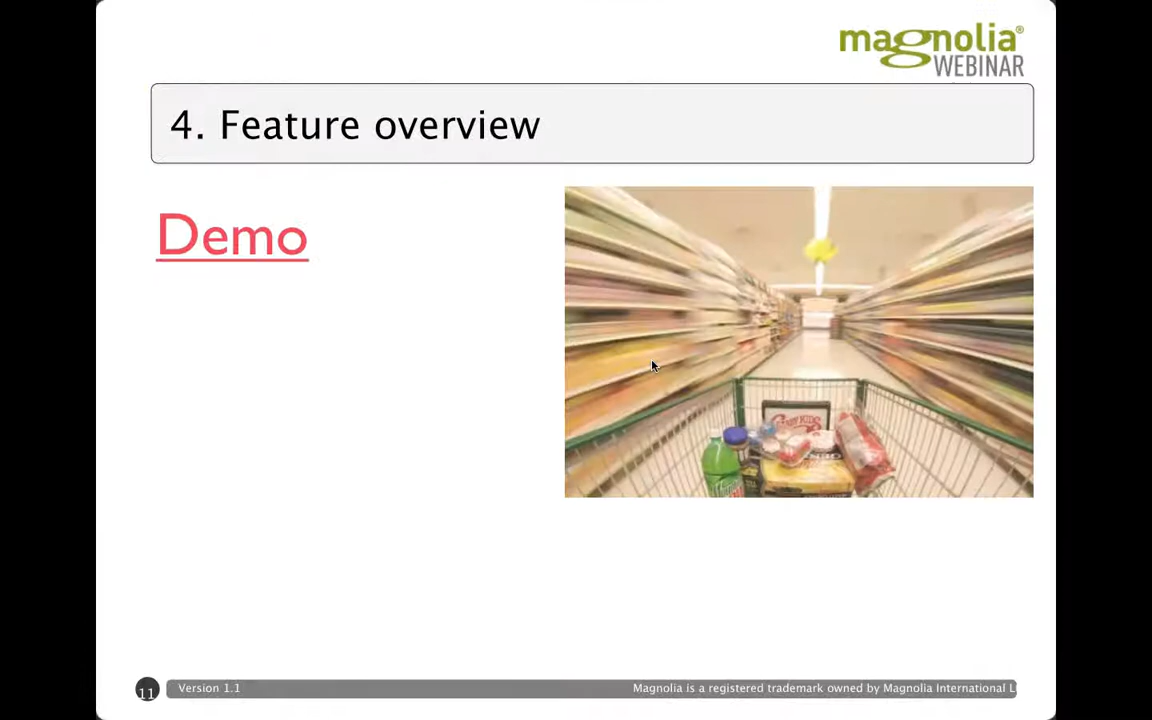 magnolia®
WEBINAR
4. Feature overview
Demo
11
Version 1.1
Magnolia is a registered trademark owned by Magnolia International L